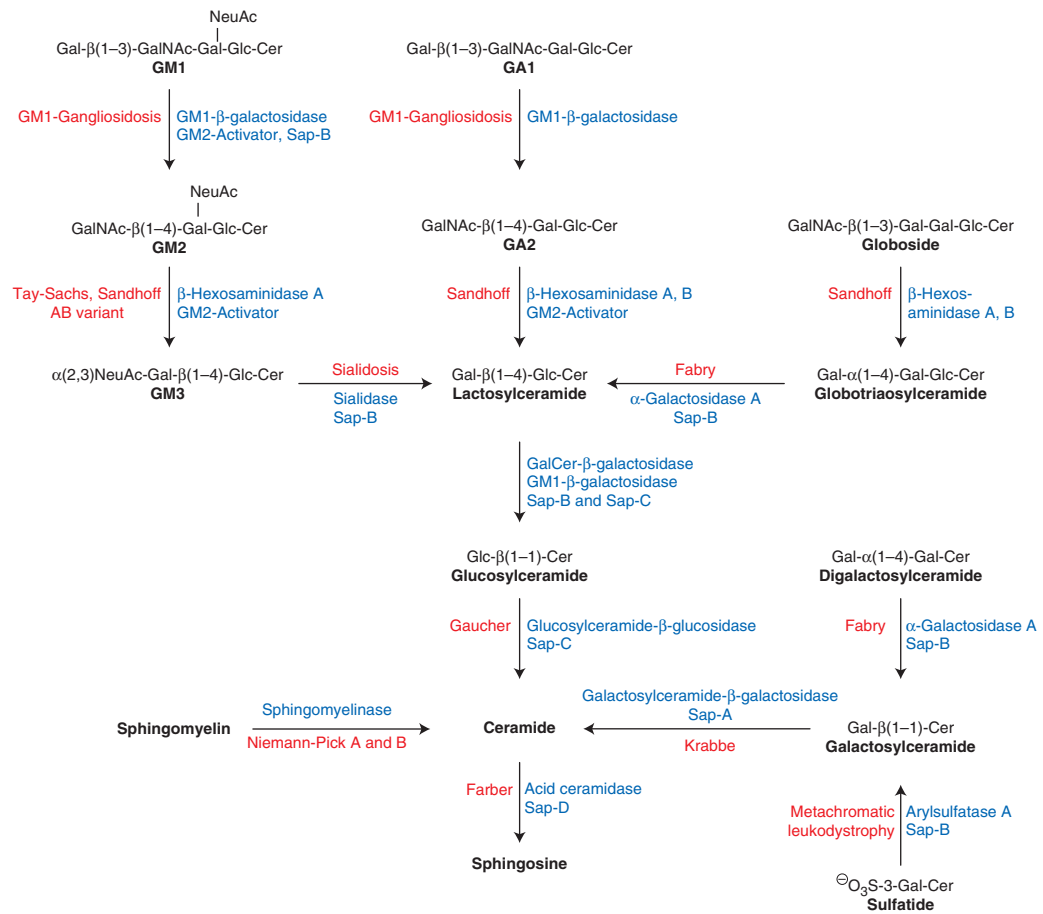 NeuAc
Gal-β(1–3)-GalNAc-Gal-Glc-Cer
GM1
Gal-β(1–3)-GalNAc-Gal-Glc-Cer
GA1
GM1-Gangliosidosis
GM1-β-galactosidase
GM2-Activator, Sap-B
GM1-Gangliosidosis
GM1-β-galactosidase
NeuAc
GalNAc-β(1–4)-Gal-Glc-Cer
GM2
GalNAc-β(1–4)-Gal-Glc-Cer
GA2
GalNAc-β(1–3)-Gal-Gal-Glc-Cer
Globoside
Tay-Sachs, Sandhoff
AB variant
β-Hexosaminidase A
GM2-Activator
Sandhoff
β-Hexosaminidase A, B
GM2-Activator
Sandhoff
β-Hexos-
aminidase A, B
α(2,3)NeuAc-Gal-β(1–4)-Glc-Cer
GM3
Sialidosis
Sialidase
Sap-B
Gal-β(1–4)-Glc-Cer
Lactosylceramide
Fabry
α-Galactosidase A
Sap-B
Gal-α(1–4)-Gal-Glc-Cer
Globotriaosylceramide
GalCer-β-galactosidase
GM1-β-galactosidase
Sap-B and Sap-C
Glc-β(1–1)-Cer
Glucosylceramide
Gal-α(1–4)-Gal-Cer
Digalactosylceramide
Gaucher
Glucosylceramide-β-glucosidase
Sap-C
Fabry
α-Galactosidase A
Sap-B
Sphingomyelin
Sphingomyelinase
Niemann-Pick A and B
Ceramide
Galactosylceramide-β-galactosidase
Sap-A
Krabbe
Gal-β(1–1)-Cer
Galactosylceramide
Farber
Acid ceramidase
Sap-D
Metachromatic
leukodystrophy
Arylsulfatase A
Sap-B
Sphingosine
⊖O₃S-3-Gal-Cer
Sulfatide